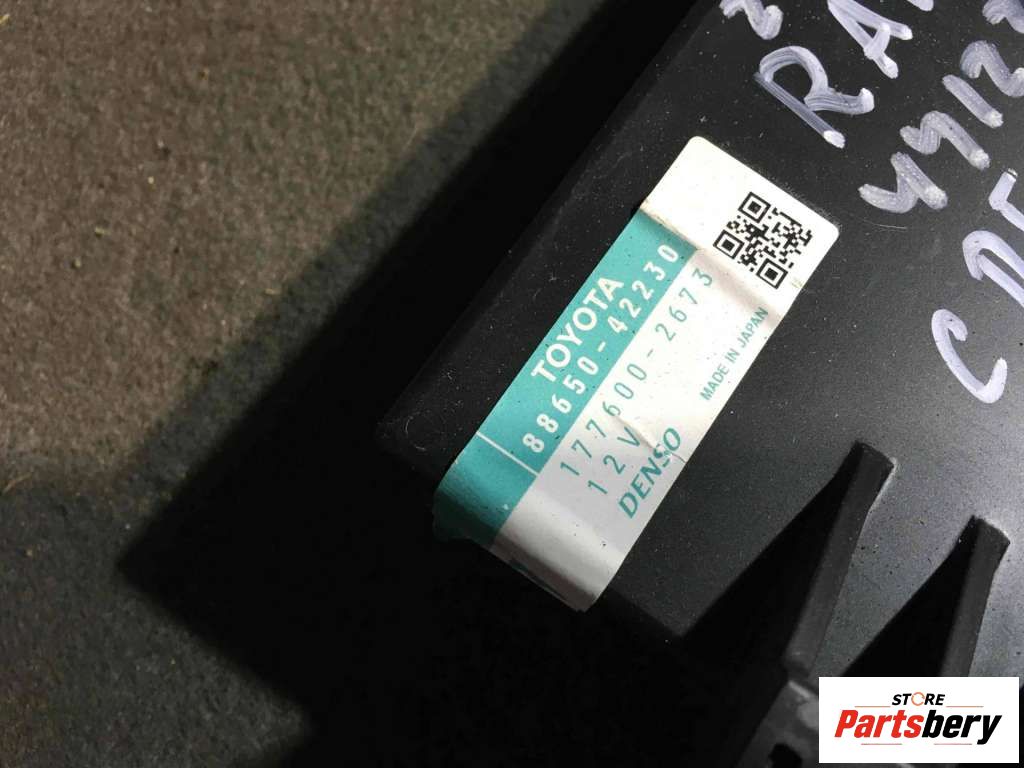 TOYOTA
88650-42230
177600-2673
12V
DENSO
MADE IN JAPAN
STORE
Partsbery